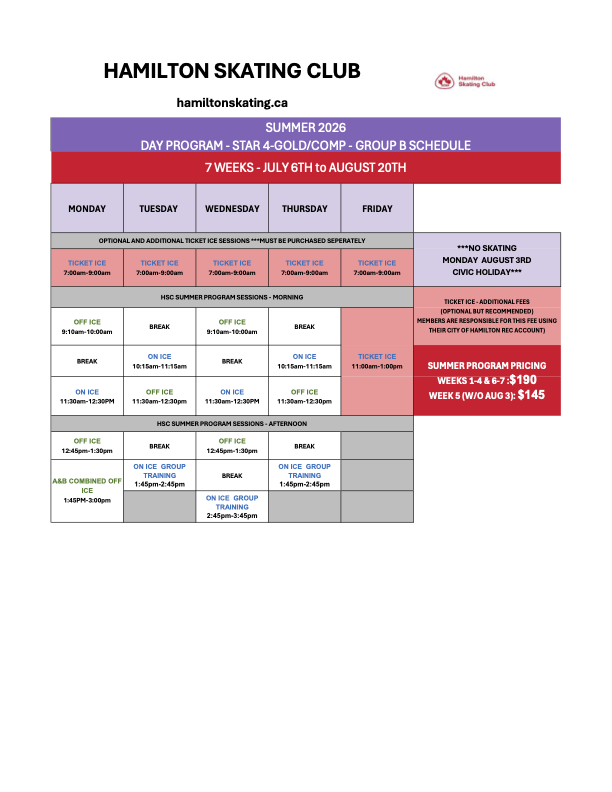 HAMILTON SKATING CLUB
Hamilton
Skating Club
hamiltonskating.ca
SUMMER 2026
DAY PROGRAM - STAR 4-GOLD/COMP - GROUP B SCHEDULE
7 WEEKS - JULY 6TH to AUGUST 20TH
MONDAY TUESDAY WEDNESDAY THURSDAY FRIDAY
OPTIONAL AND ADDITIONAL TICKET ICE SESSIONS ***MUST BE PURCHASED SEPERATELY
***NO SKATING
MONDAY AUGUST 3RD
CIVIC HOLIDAY***
TICKET ICE TICKET ICE TICKET ICE TICKET ICE TICKET ICE
7:00am-9:00am 7:00am-9:00am 7:00am-9:00am 7:00am-9:00am 7:00am-9:00am
HSC SUMMER PROGRAM SESSIONS - MORNING
TICKET ICE - ADDITIONAL FEES
(OPTIONAL BUT RECOMMENDED)
MEMBERS ARE RESPONSIBLE FOR THIS FEE USING
THEIR CITY OF HAMILTON REC ACCOUNT)
OFF ICE BREAK OFF ICE BREAK
9:10am-10:00am 9:10am-10:00am
BREAK ON ICE BREAK ON ICE TICKET ICE
10:15am-11:15am 10:15am-11:15am 11:00am-1:00pm
SUMMER PROGRAM PRICING
WEEKS 1-4 & 6-7 :$190
WEEK 5 (W/O AUG 3): $145
ON ICE OFF ICE ON ICE OFF ICE
11:30am-12:30PM 11:30am-12:30pm 11:30am-12:30PM 11:30am-12:30pm
HSC SUMMER PROGRAM SESSIONS - AFTERNOON
OFF ICE BREAK OFF ICE BREAK
12:45pm-1:30pm 12:45pm-1:30pm
A&B COMBINED OFF
ICE
1:45PM-3:00pm
ON ICE GROUP BREAK ON ICE GROUP
TRAINING TRAINING
1:45pm-2:45pm 1:45pm-2:45pm
ON ICE GROUP
TRAINING
2:45pm-3:45pm